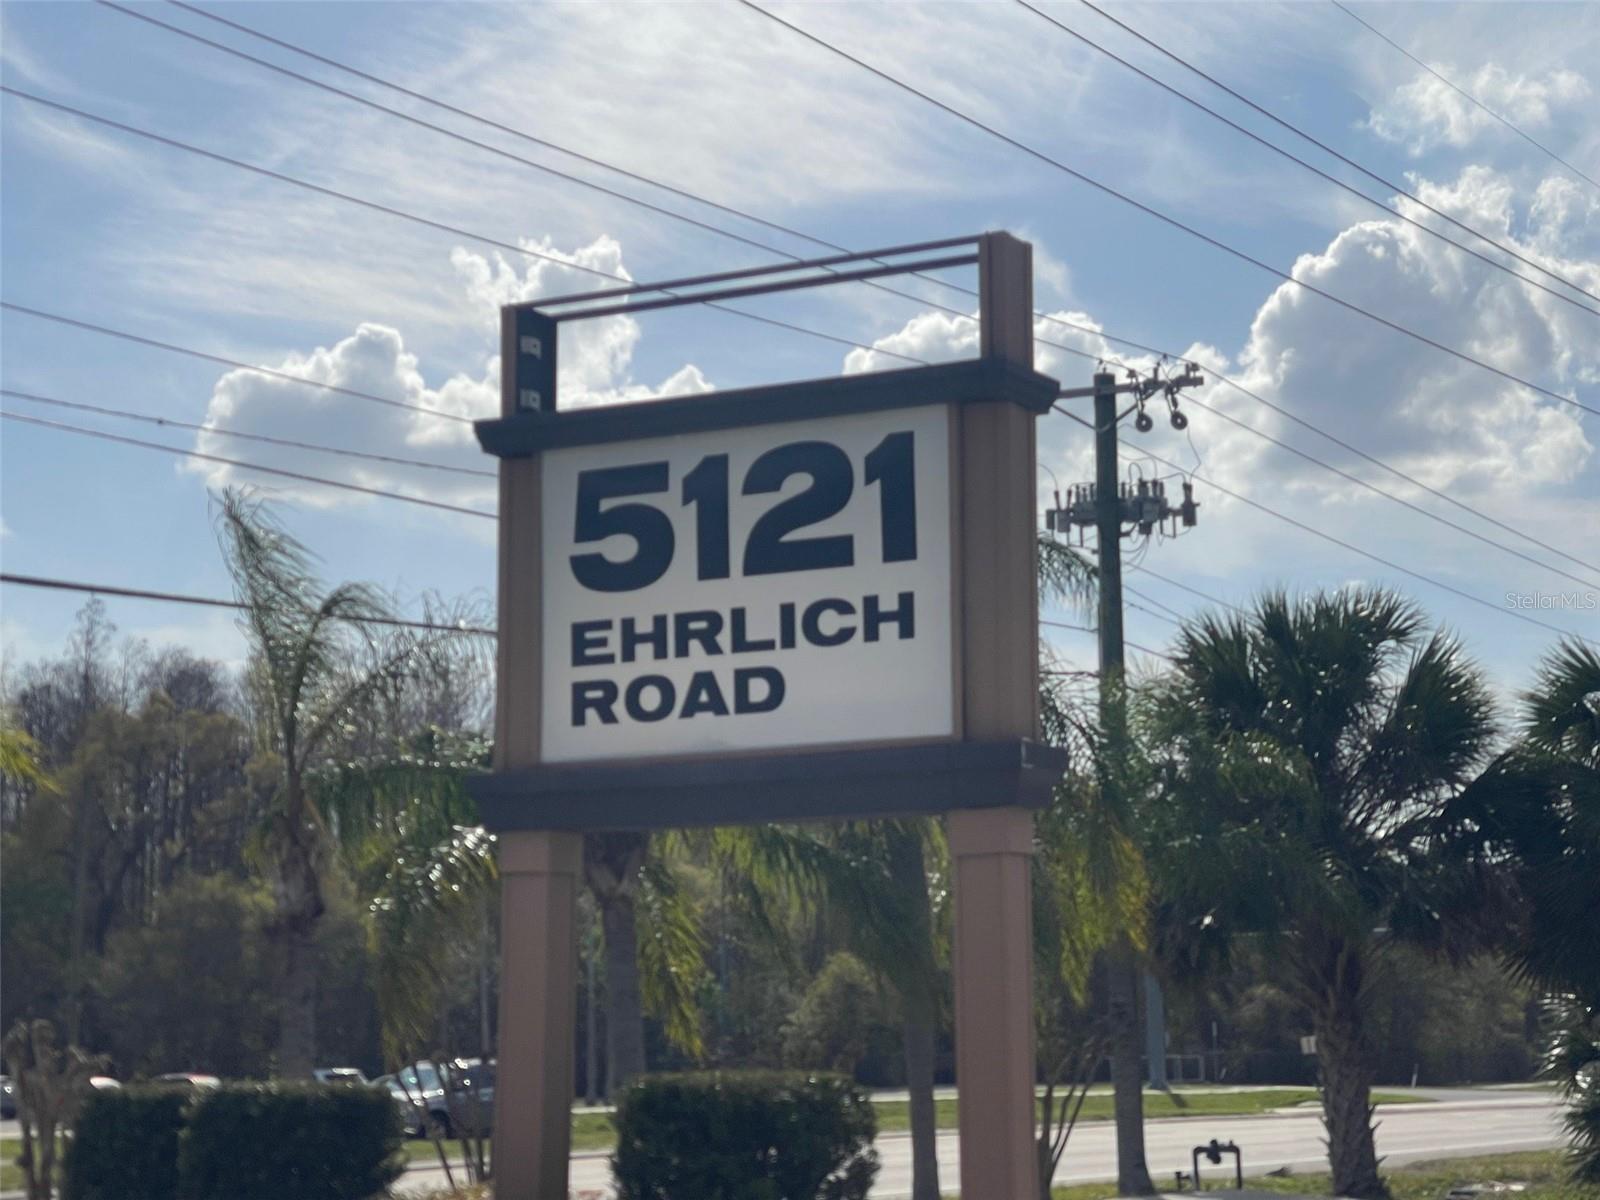 5121
EHRLICH
ROAD
StellarMLS